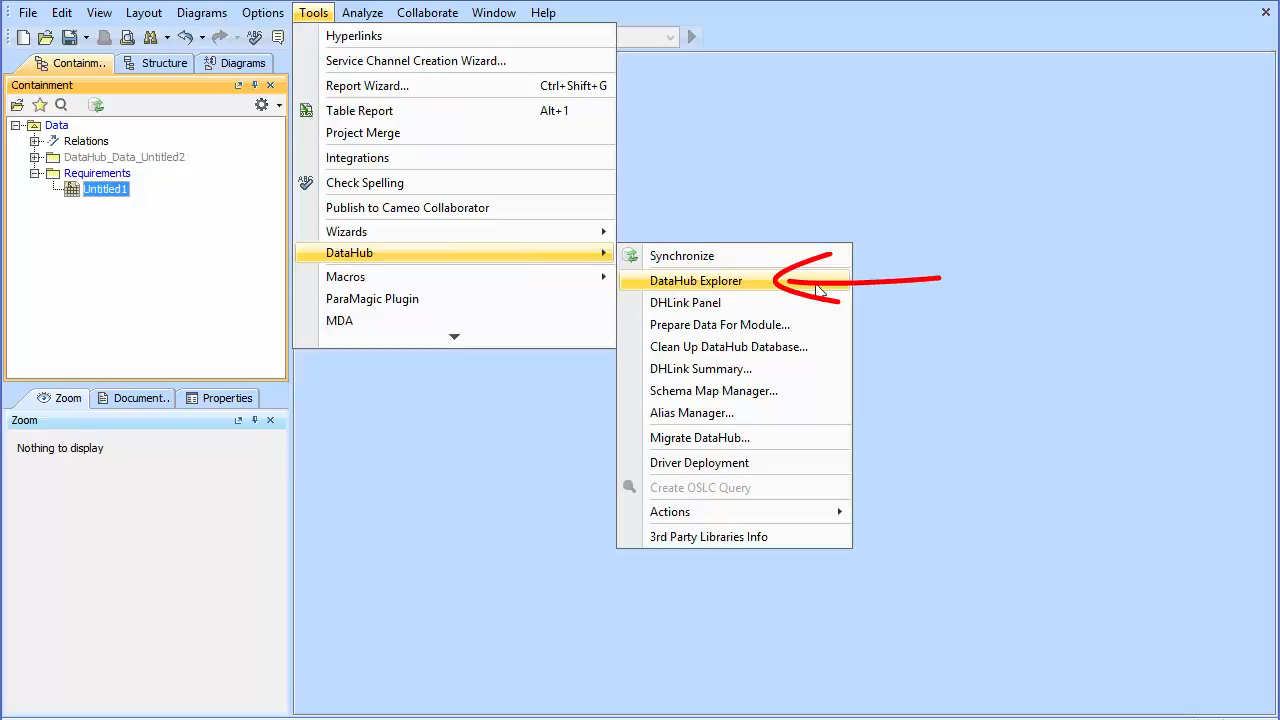 File Edit View Layout Diagrams Options Tools Analyze Collaborate Window Help
Containm.. Structure Diagrams
Containment
Data
Relations
DataHub_Data_Untitled2
Requirements
Untitled1
Zoom Document.. Properties
Zoom
Nothing to display
Hyperlinks
Service Channel Creation Wizard...
Report Wizard... Ctrl+Shift+G
Table Report Alt+1
Project Merge
Integrations
Check Spelling
Publish to Cameo Collaborator
Wizards
DataHub
Macros
ParaMagic Plugin
MDA
Synchronize
DataHub Explorer
DHLink Panel
Prepare Data For Module...
Clean Up DataHub Database...
DHLink Summary...
Schema Map Manager...
Alias Manager...
Migrate DataHub...
Driver Deployment
Create OSLC Query
Actions
3rd Party Libraries Info